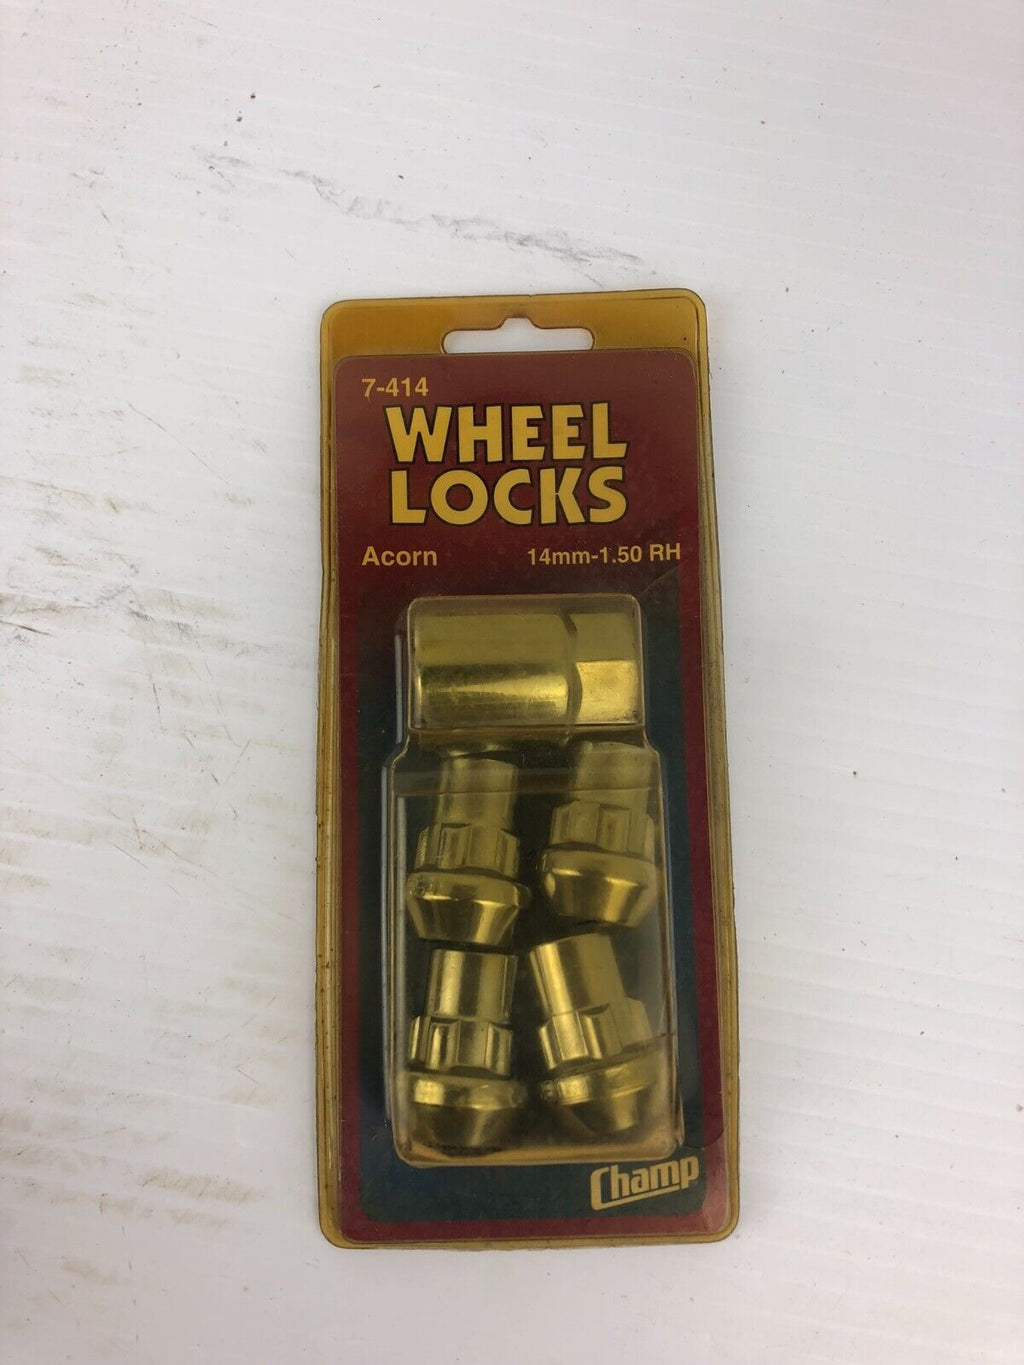 7-414
WHEEL
LOCKS
Acorn 14mm-1.50 RH
Champ